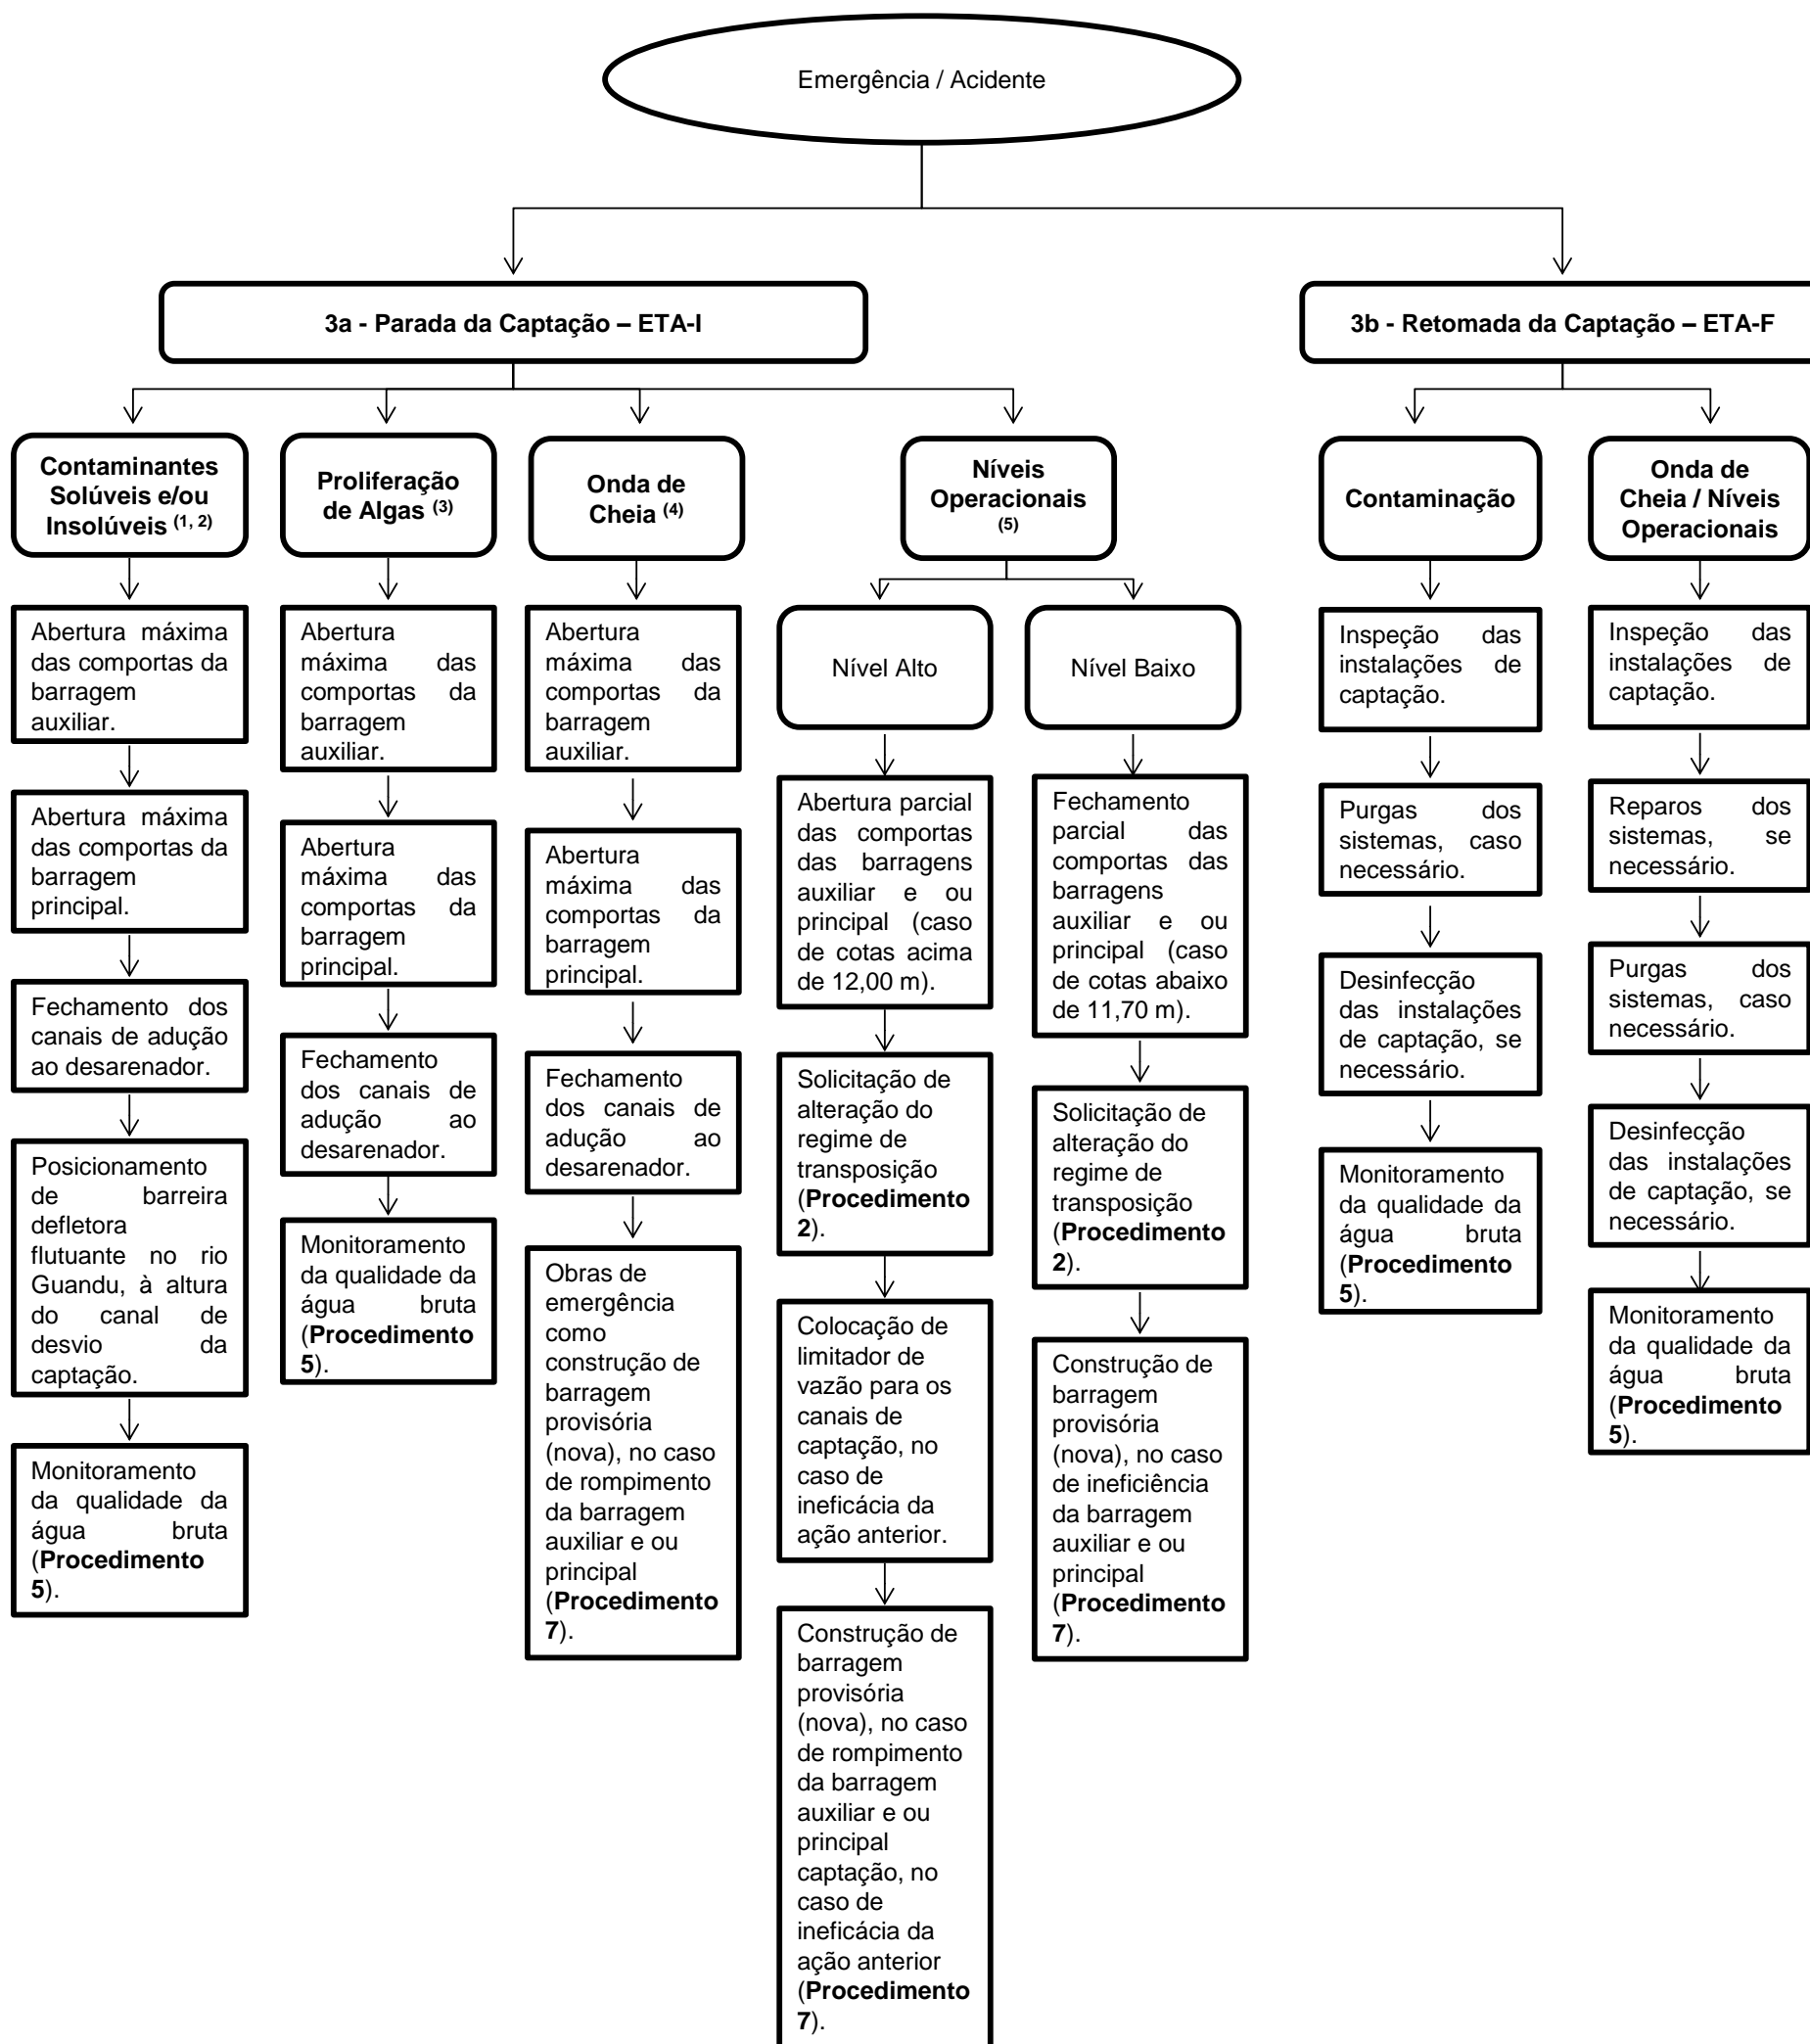 Emergência / Acidente
3a - Parada da Captação – ETA-I
3b - Retomada da Captação – ETA-F
Contaminantes
Solúveis e/ou
Insolúveis (1, 2)
Abertura máxima
das comportas da
barragem
auxiliar.
Abertura máxima
das comportas da
barragem
principal.
Fechamento dos
canais de adução
ao desarenador.
Posicionamento
de barreira
defletora
flutuante no rio
Guandu, à altura
do canal de
desvio da
captação.
Monitoramento
da qualidade da
água bruta
(Procedimento
5).
Proliferação
de Algas (3)
Abertura
máxima das
comportas da
barragem
auxiliar.
Abertura
máxima das
comportas da
barragem
principal.
Fechamento
dos canais de
adução ao
desarenador.
Monitoramento
da qualidade da
água bruta
(Procedimento
5).
Onda de
Cheia (4)
Abertura
máxima das
comportas da
barragem
auxiliar.
Abertura
máxima das
comportas da
barragem
principal.
Fechamento
dos canais de
adução ao
desarenador.
Obras de
emergência
como
construção de
barragem
provisória
(nova), no caso
de rompimento
da barragem
auxiliar e ou
principal
(Procedimento
7).
Níveis
Operacionais
(5)
Nível Alto
Abertura parcial
das comportas
das barragens
auxiliar e ou
principal (caso
de cotas acima
de 12,00 m).
Solicitação de
alteração do
regime de
transposição
(Procedimento
2).
Colocação de
limitador de
vazão para os
canais de
captação, no
caso de
ineficácia da
ação anterior.
Construção de
barragem
provisória
(nova), no caso
de rompimento
da barragem
auxiliar e ou
principal
captação, no
caso de
ineficácia da
ação anterior
(Procedimento
7).
Nível Baixo
Fechamento
parcial das
comportas das
barragens
auxiliar e ou
principal (caso
de cotas abaixo
de 11,70 m).
Solicitação de
alteração do
regime de
transposição
(Procedimento
2).
Construção de
barragem
provisória
(nova), no caso
de ineficiência
da barragem
auxiliar e ou
principal
(Procedimento
7).
Contaminação
Inspeção das
instalações de
captação.
Purgas dos
sistemas, caso
necessário.
Desinfecção
das instalações
de captação, se
necessário.
Monitoramento
da qualidade da
água bruta
(Procedimento
5).
Onda de
Cheia / Níveis
Operacionais
Inspeção das
instalações de
captação.
Reparos dos
sistemas, se
necessário.
Purgas dos
sistemas, caso
necessário.
Desinfecção
das instalações
de captação, se
necessário.
Monitoramento
da qualidade da
água bruta
(Procedimento
5).